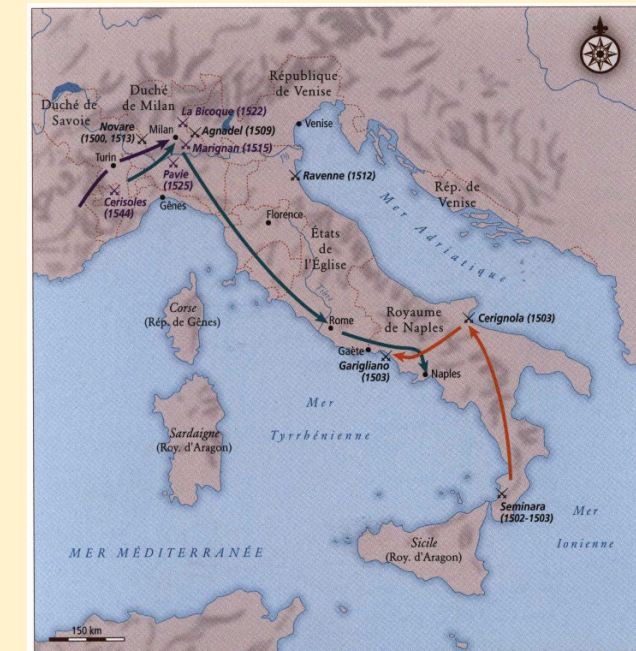 République
de Venise
Duché
de Milan
Duché de
Savoie
La Bicoque (1522)
Novare
(1500, 1513)
Milan
Agnadel (1509)
Venise
Marignan (1515)
Turin
Pô
Pavie
(1525)
Ravenne (1512)
Cerisoles
(1544)
Gênes
Rép. de
Venise
Florence
Mer Adriatique
États
de
l'Église
Tibre
Corse
(Rép. de Gênes)
Rome
Royaume
de Naples
Cerignola (1503)
Gaète
Garigliano
(1503)
Naples
Mer
Tyrrhénienne
Sardaigne
(Roy. d'Aragon)
Seminara
(1502-1503)
Mer
Ionienne
Sicile
(Roy. d'Aragon)
MER MÉDITERRANÉE
150 km